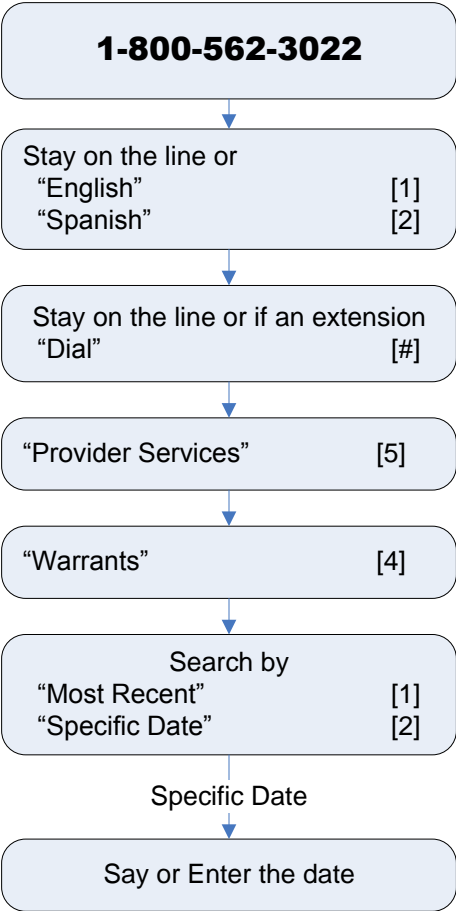 1-800-562-3022
Stay on the line or
“English” [1]
“Spanish” [2]
Stay on the line or if an extension
“Dial” [#]
“Provider Services” [5]
“Warrants” [4]
Search by
“Most Recent” [1]
“Specific Date” [2]
Specific Date
Say or Enter the date